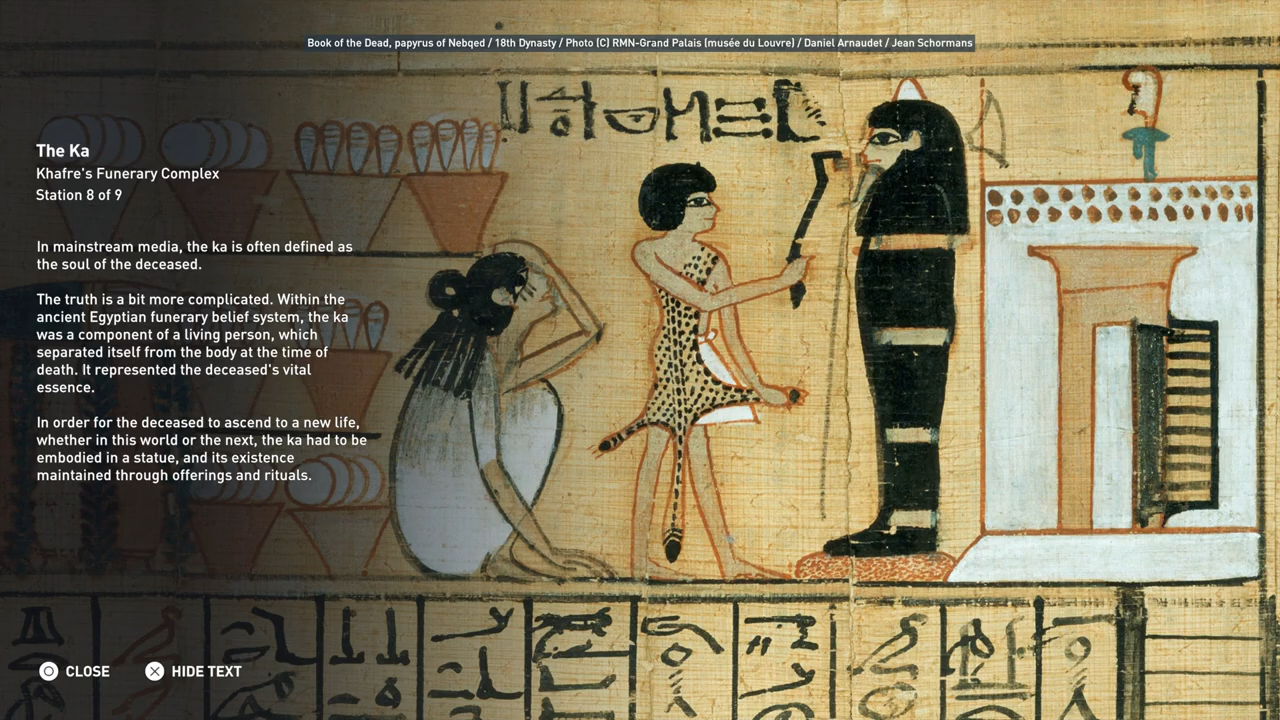 Book of the Dead, papyrus of Nebqed / 18th Dynasty / Photo (C) RMN-Grand Palais (musée du Louvre) / Daniel Arnaudet / Jean Schormans
The Ka
Khafre's Funerary Complex
Station 8 of 9
In mainstream media, the ka is often defined as
the soul of the deceased.
The truth is a bit more complicated. Within the
ancient Egyptian funerary belief system, the ka
was a component of a living person, which
separated itself from the body at the time of
death. It represented the deceased's vital
essence.
In order for the deceased to ascend to a new life,
whether in this world or the next, the ka had to be
embodied in a statue, and its existence
maintained through offerings and rituals.
CLOSE
HIDE TEXT